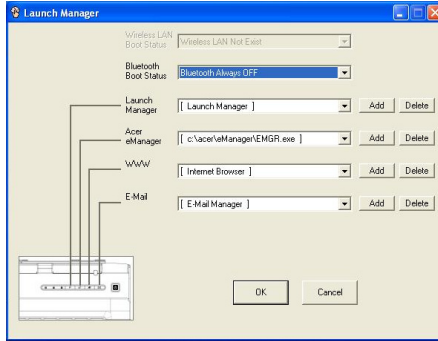 Launch Manager
Wireless LAN
Boot Status
Wireless LAN Not Exist
Bluetooth
Boot Status
Bluetooth Always OFF
Launch
Manager
[ Launch Manager ]
Add
Delete
Acer
eManager
[ c:\acer\eManager\EMGR.exe ]
Add
Delete
WWW
[ Internet Browser ]
Add
Delete
E-Mail
[ E-Mail Manager ]
Add
Delete
OK
Cancel